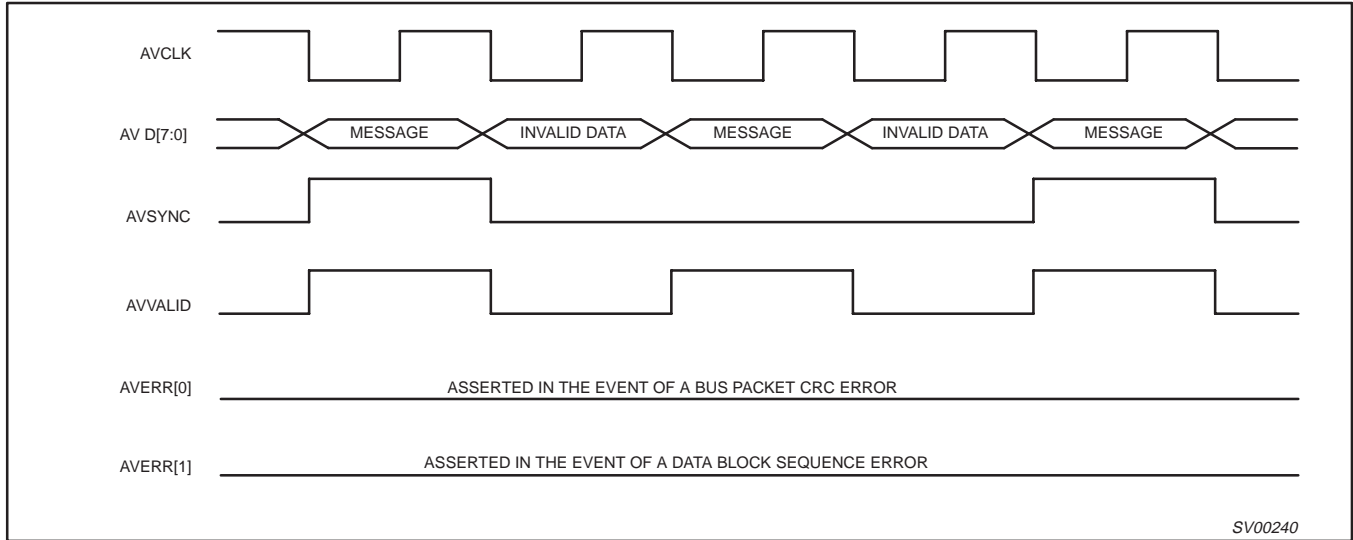 AVCLK
AV D[7:0] MESSAGE INVALID DATA MESSAGE INVALID DATA MESSAGE
AVSYNC
AVVALID
AVERR[0] ASSERTED IN THE EVENT OF A BUS PACKET CRC ERROR
AVERR[1] ASSERTED IN THE EVENT OF A DATA BLOCK SEQUENCE ERROR
SV00240